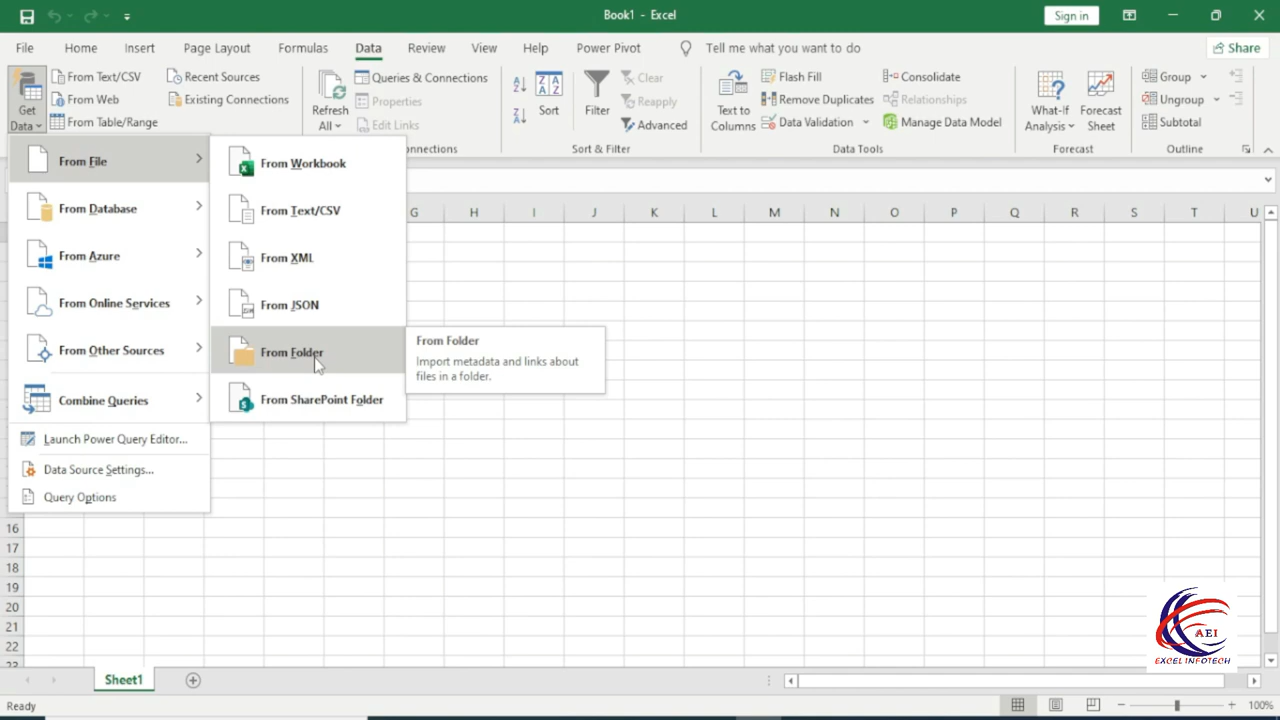 Book1 - Excel
Sign in
File Home Insert Page Layout Formulas Data Review View Help Power Pivot Tell me what you want to do Share
Get Data
From Text/CSV
From Web
From Table/Range
Recent Sources
Existing Connections
Refresh All
Queries & Connections
Properties
Edit Links
nnections
Sort
Filter
Clear
Reapply
Advanced
Sort & Filter
Text to Columns
Flash Fill
Remove Duplicates
Data Validation
Consolidate
Relationships
Manage Data Model
Data Tools
What-If Analysis
Forecast Sheet
Forecast
Group
Ungroup
Subtotal
Outline
From File
From Database
From Azure
From Online Services
From Other Sources
Combine Queries
Launch Power Query Editor...
Data Source Settings...
Query Options
From Workbook
From Text/CSV
From XML
From JSON
From Folder
From SharePoint Folder
From Folder
Import metadata and links about
files in a folder.
G H I J K L M N O P Q R S T U
16
17
18
19
20
21
22
23
AEI
EXCEL INFOTECH
Sheet1
Ready
100%